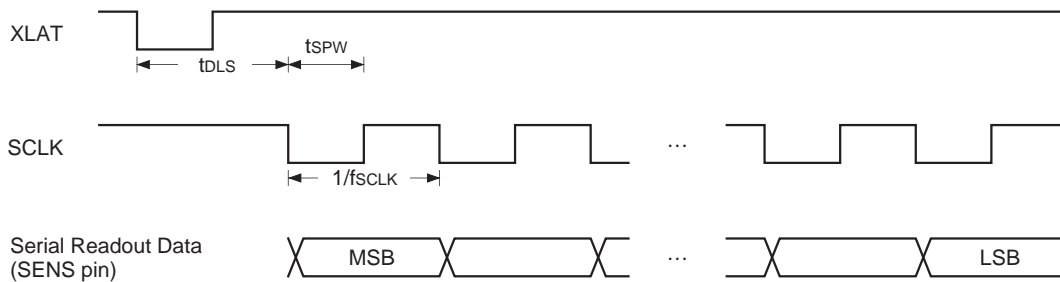 XLAT
tDLS
tSPW
SCLK
...
1/fSCLK
Serial Readout Data
(SENS pin)
MSB
...
LSB